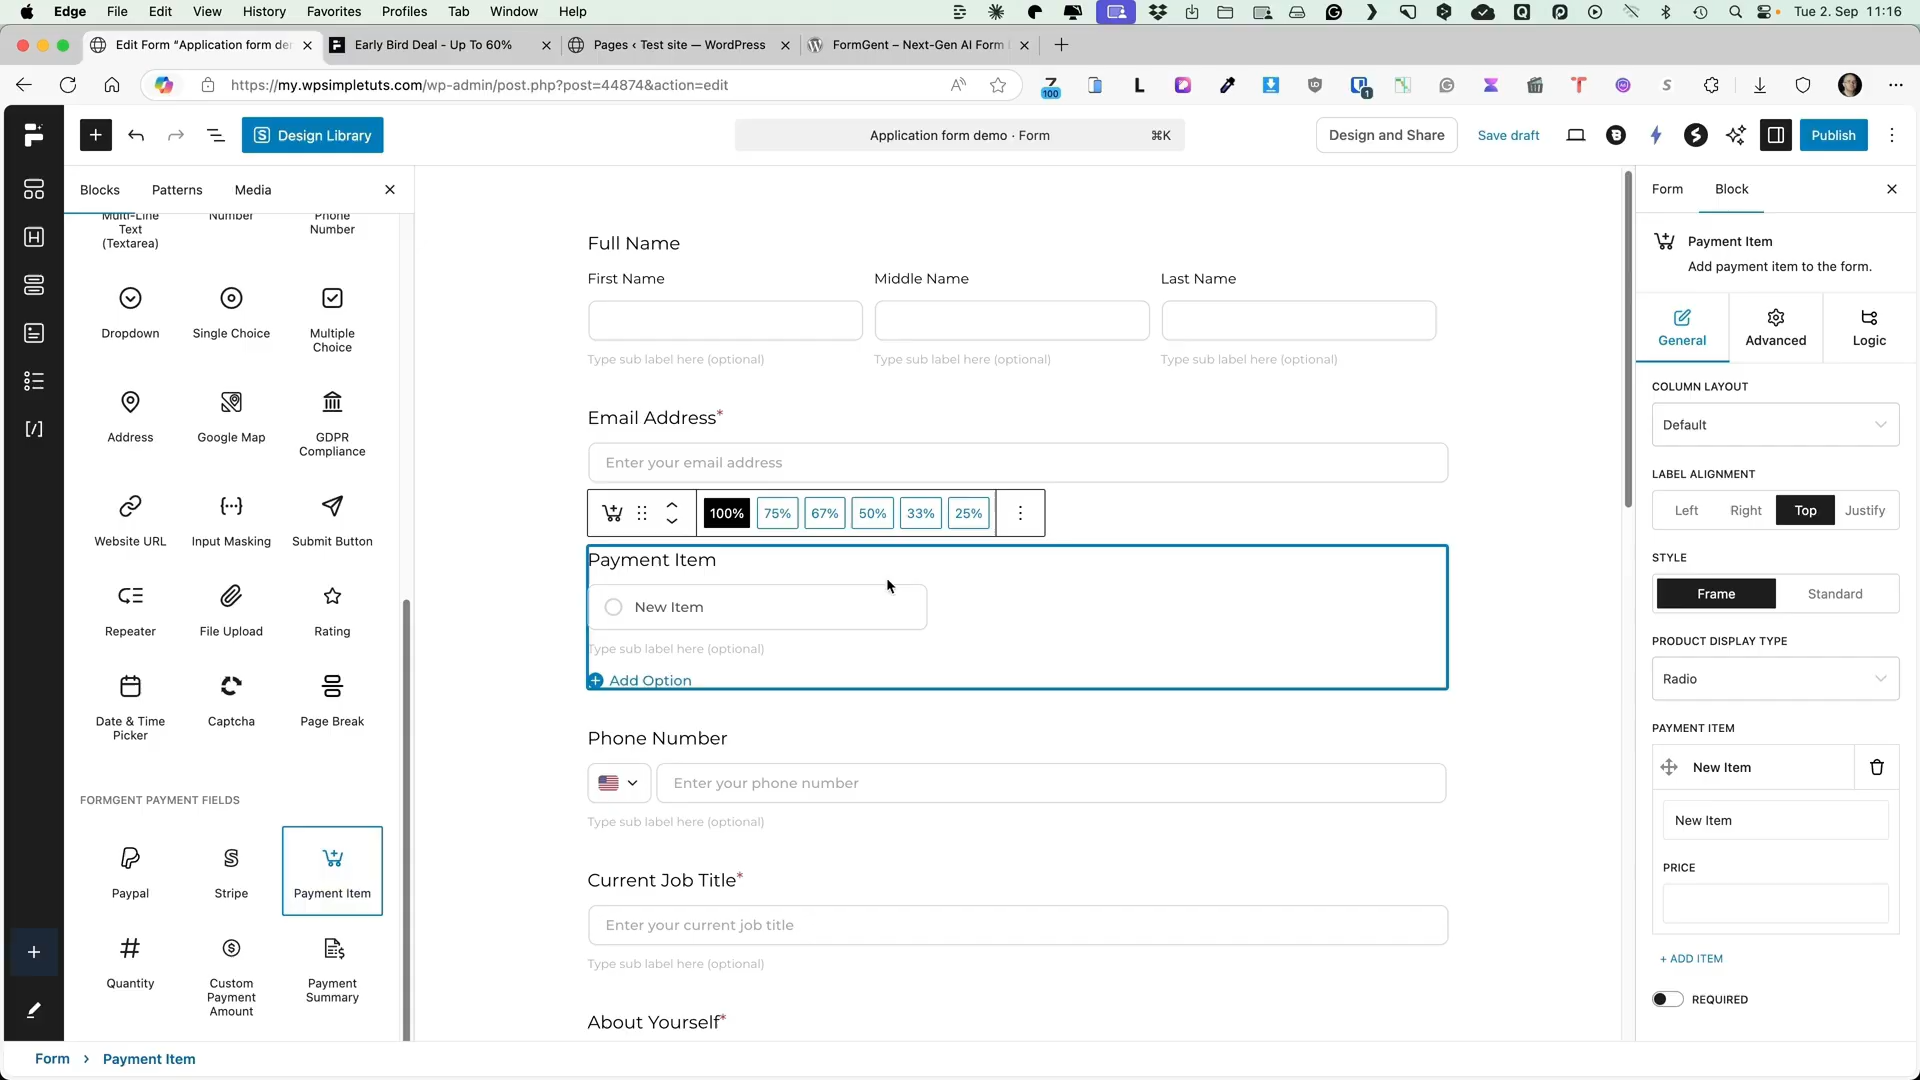 Edge File Edit View History Favorites Profiles Tab Window Help Tue 2. Sep 11:16
Edit Form “Application form de
Early Bird Deal - Up To 60%
Pages ‹ Test site — WordPress
FormGent – Next-Gen AI Form
https://my.wpsimpletuts.com/wp-admin/post.php?post=44874&action=edit
100
1
Design Library
Application form demo · Form ⌘K
Design and Share
Save draft
Publish
Blocks Patterns Media
Multi-Line Text (Textarea)
Number
Phone Number
Dropdown
Single Choice
Multiple Choice
Address
Google Map
GDPR Compliance
Website URL
Input Masking
Submit Button
Repeater
File Upload
Rating
Date & Time Picker
Captcha
Page Break
FORMGENT PAYMENT FIELDS
Paypal
Stripe
Payment Item
Quantity
Custom Payment Amount
Payment Summary
Full Name
First Name Middle Name Last Name
Type sub label here (optional) Type sub label here (optional) Type sub label here (optional)
Email Address*
Enter your email address
100% 75% 67% 50% 33% 25%
Payment Item
New Item
Type sub label here (optional)
Add Option
Phone Number
Enter your phone number
Type sub label here (optional)
Current Job Title*
Enter your current job title
Type sub label here (optional)
About Yourself*
Form Block
Payment Item
Add payment item to the form.
General Advanced Logic
COLUMN LAYOUT
Default
LABEL ALIGNMENT
Left Right Top Justify
STYLE
Frame Standard
PRODUCT DISPLAY TYPE
Radio
PAYMENT ITEM
New Item
New Item
PRICE
+ ADD ITEM
REQUIRED
Form › Payment Item